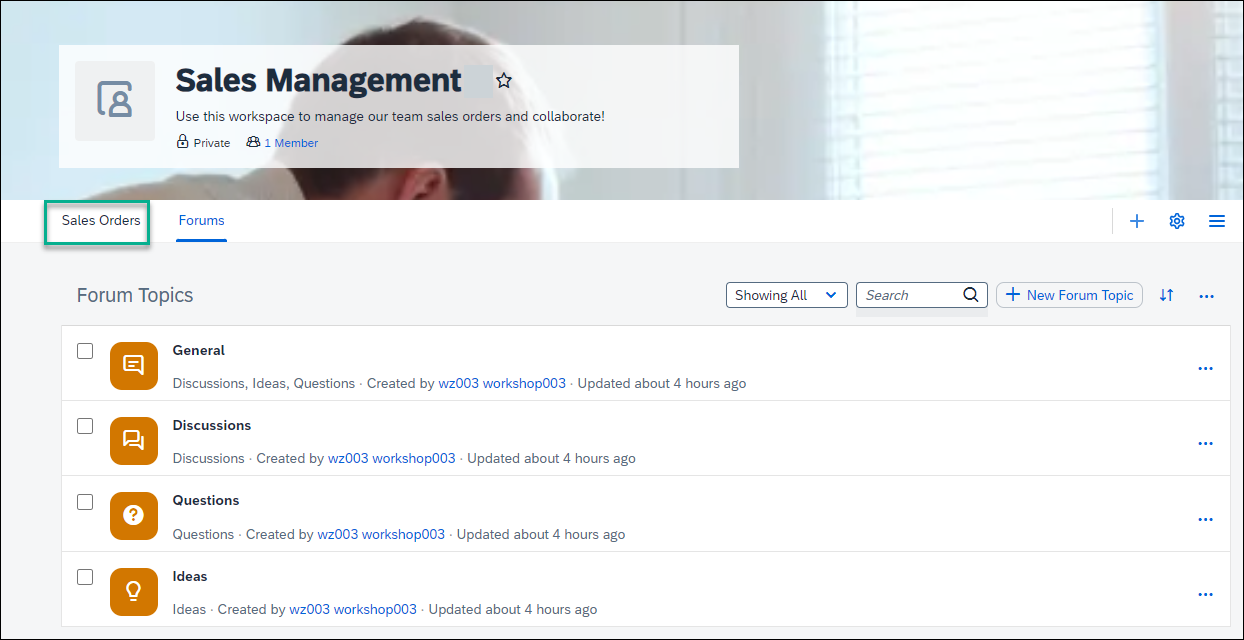 Sales Management
Use this workspace to manage our team sales orders and collaborate!
Private 1 Member
Sales Orders Forums
Forum Topics Showing All Search New Forum Topic
General
Discussions, Ideas, Questions · Created by wz003 workshop003 · Updated about 4 hours ago
Discussions
Discussions · Created by wz003 workshop003 · Updated about 4 hours ago
Questions
Questions · Created by wz003 workshop003 · Updated about 4 hours ago
Ideas
Ideas · Created by wz003 workshop003 · Updated about 4 hours ago